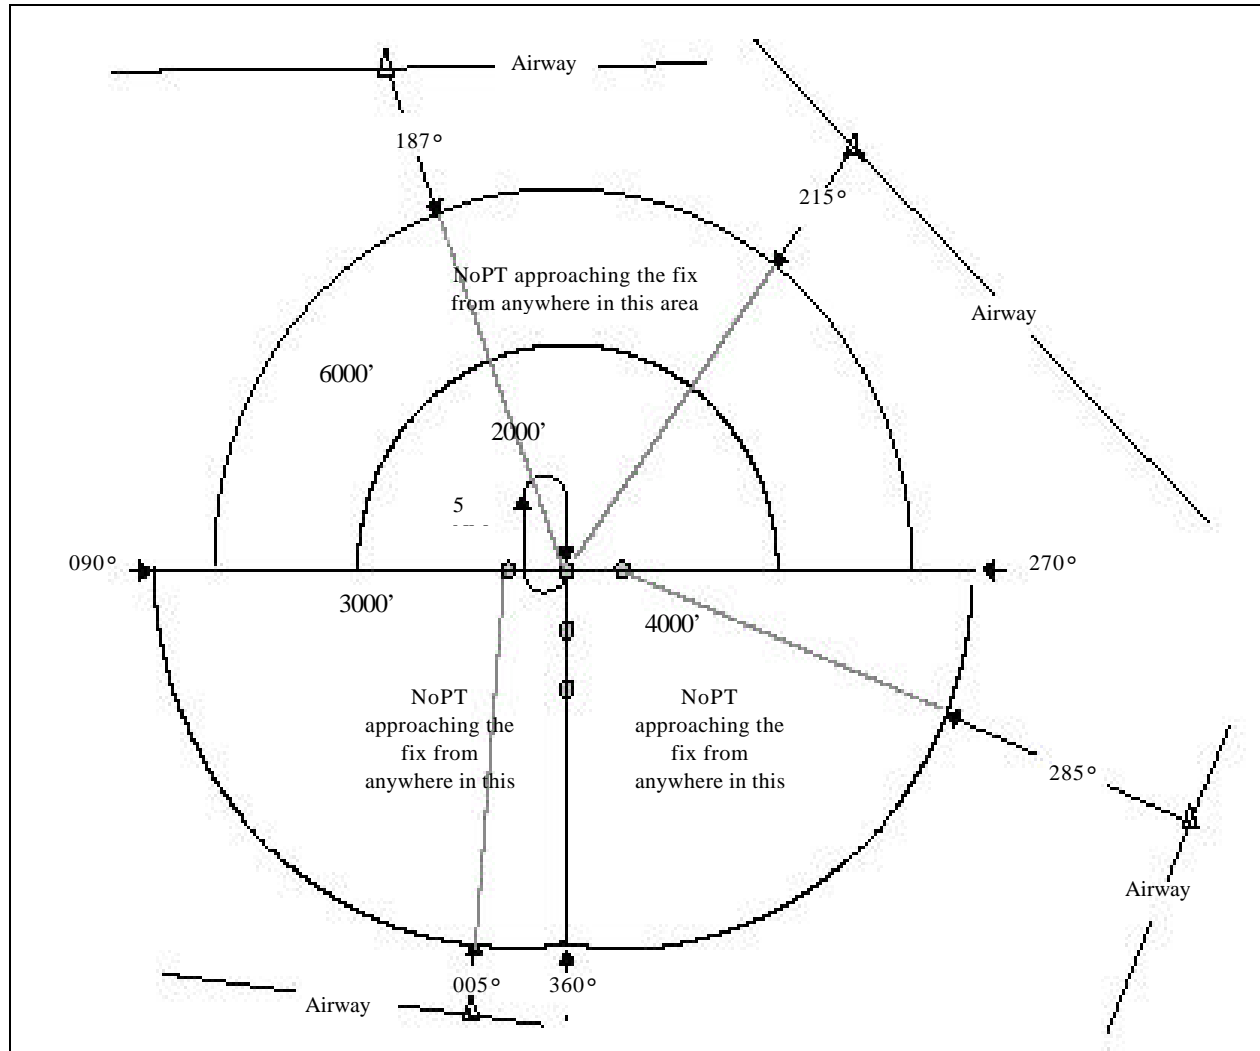 Airway
187°
215°
NoPT approaching the fix
from anywhere in this area
Airway
6000’
2000’
5
090°
270°
3000’
4000’
NoPT
approaching the
fix from
anywhere in this
NoPT
approaching the
fix from
anywhere in this
285°
Airway
005°
360°
Airway